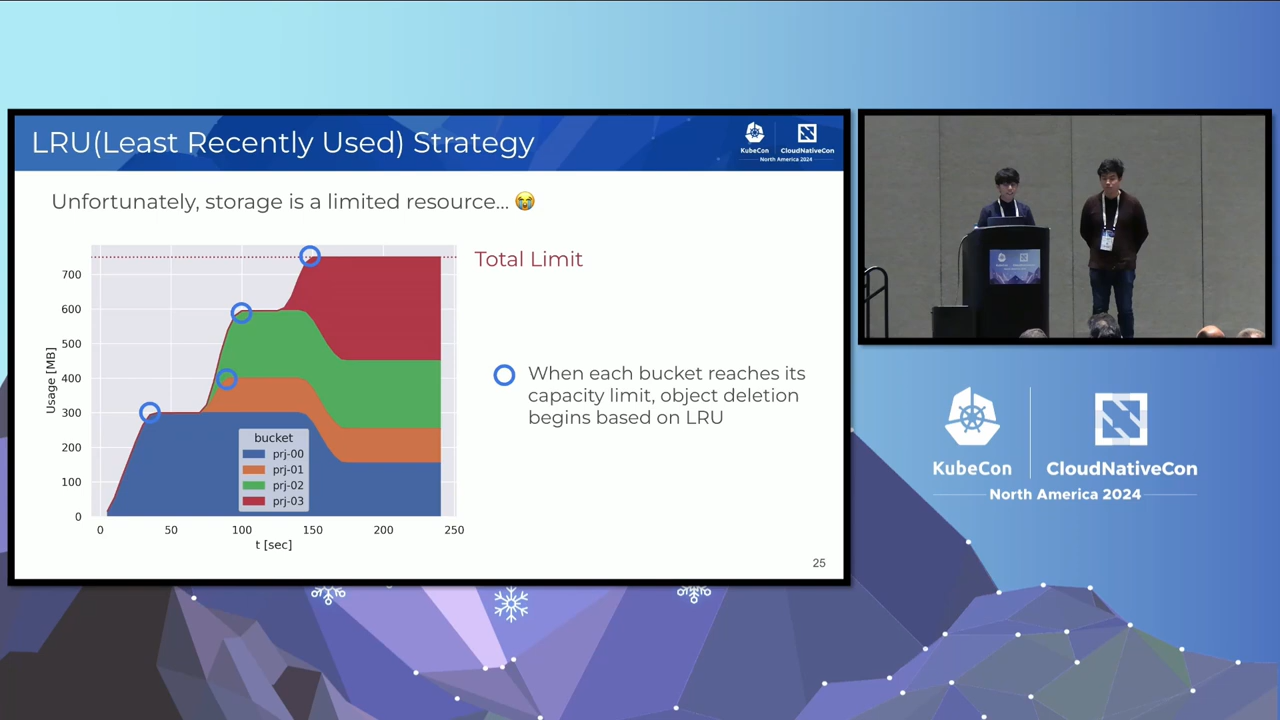 LRU(Least Recently Used) Strategy
KubeCon
CloudNativeCon
North America 2024
Unfortunately, storage is a limited resource... 😭
Total Limit
Usage [MB]
700
600
500
400
300
200
100
0
0
50
100
150
200
250
t [sec]
bucket
prj-00
prj-01
prj-02
prj-03
When each bucket reaches its
capacity limit, object deletion
begins based on LRU
25
KubeCon
CloudNativeCon
North America 2024